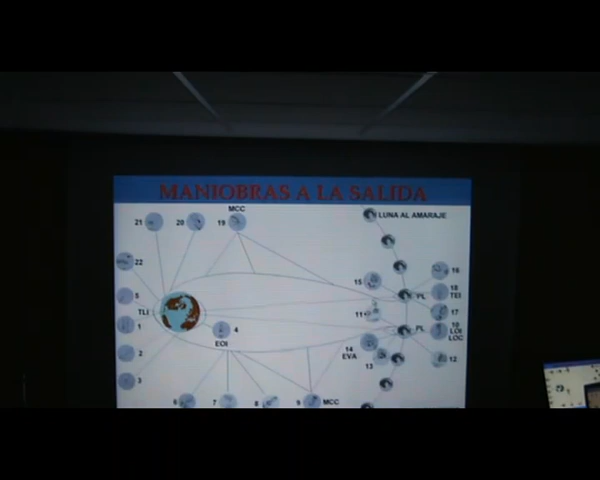 MANIOBRAS A LA SALIDA
MCC
LUNA AL AMARAJE
21
20
19
22
16
15
5
PL
18
TEI
TLI
17
11
1
4
PL
10
LOI
LOC
EOI
14
EVA
2
12
13
3
6
7
8
9
MCC